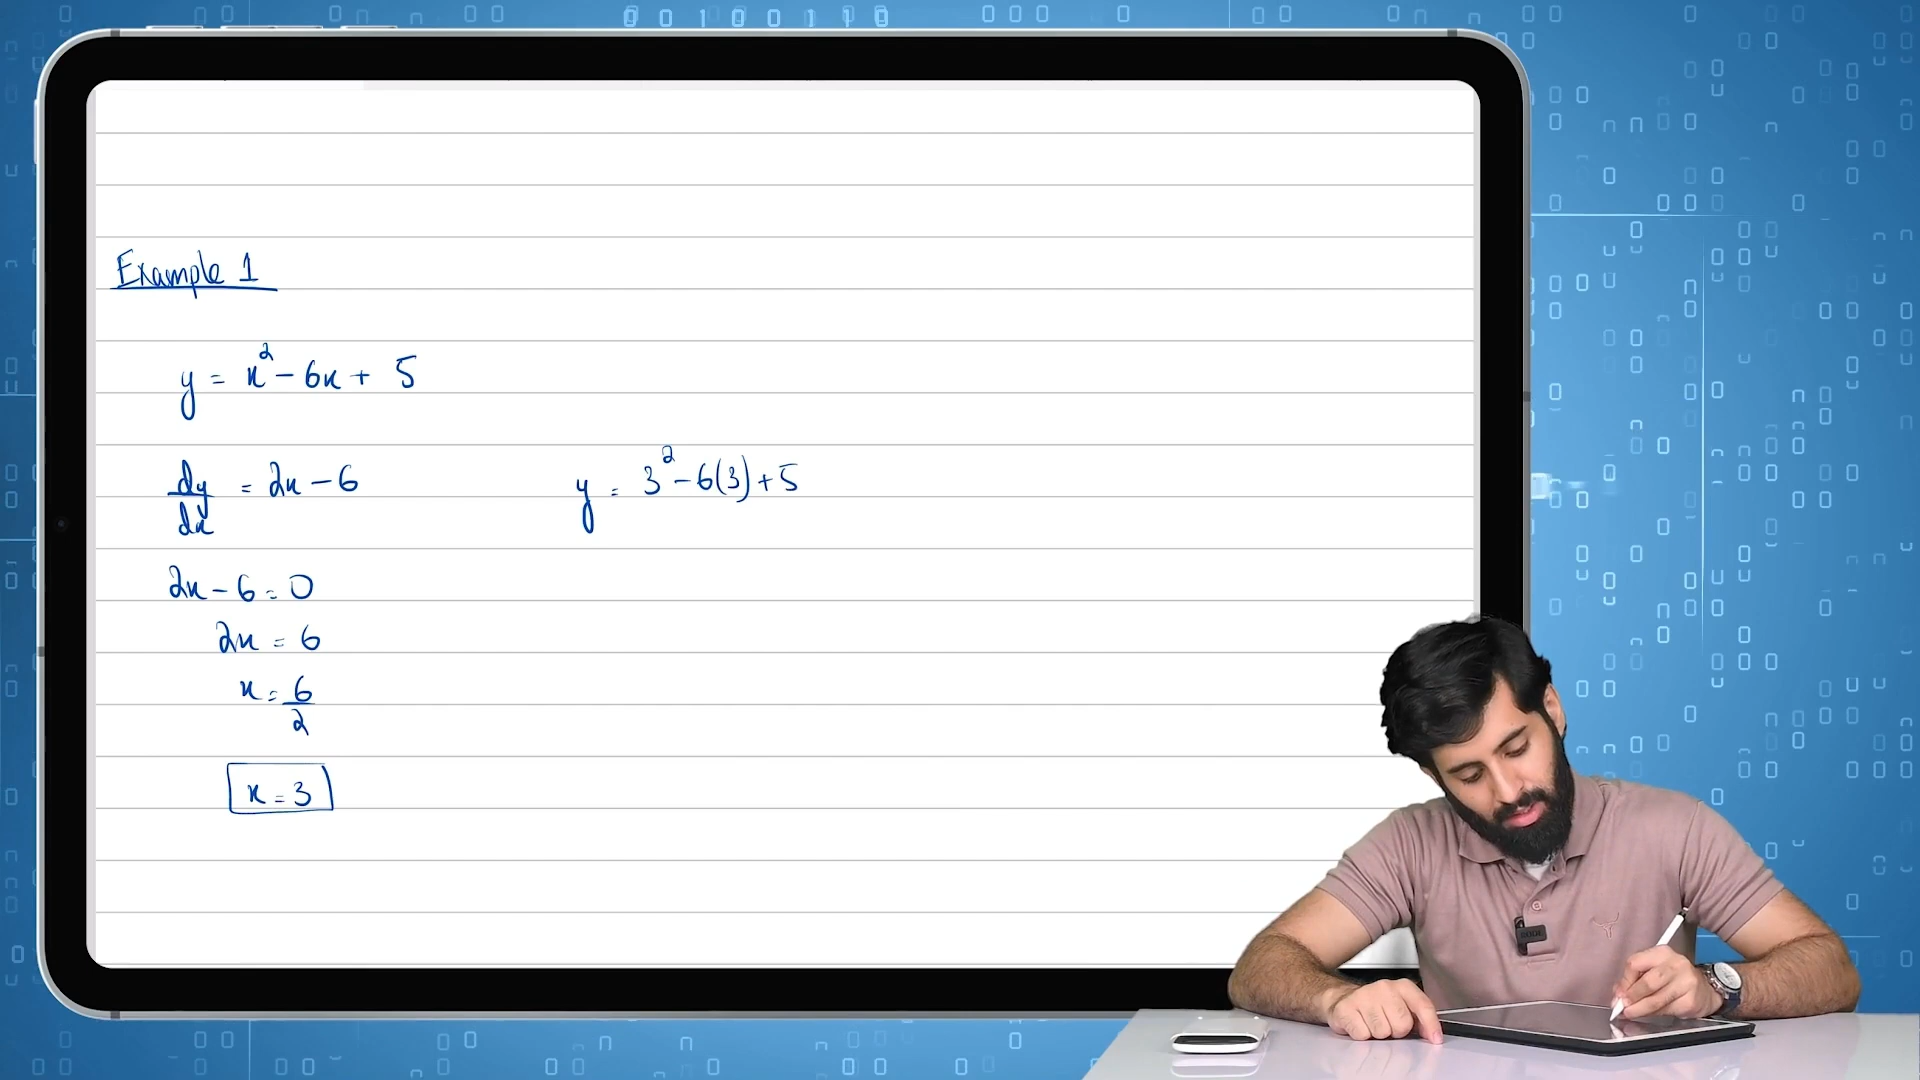 Example 1
y = x² - 6x + 5
dy/dx = 2x - 6
2x - 6 = 0
2x = 6
x = 6/2
x = 3
y = 3² - 6(3) + 5
RODE